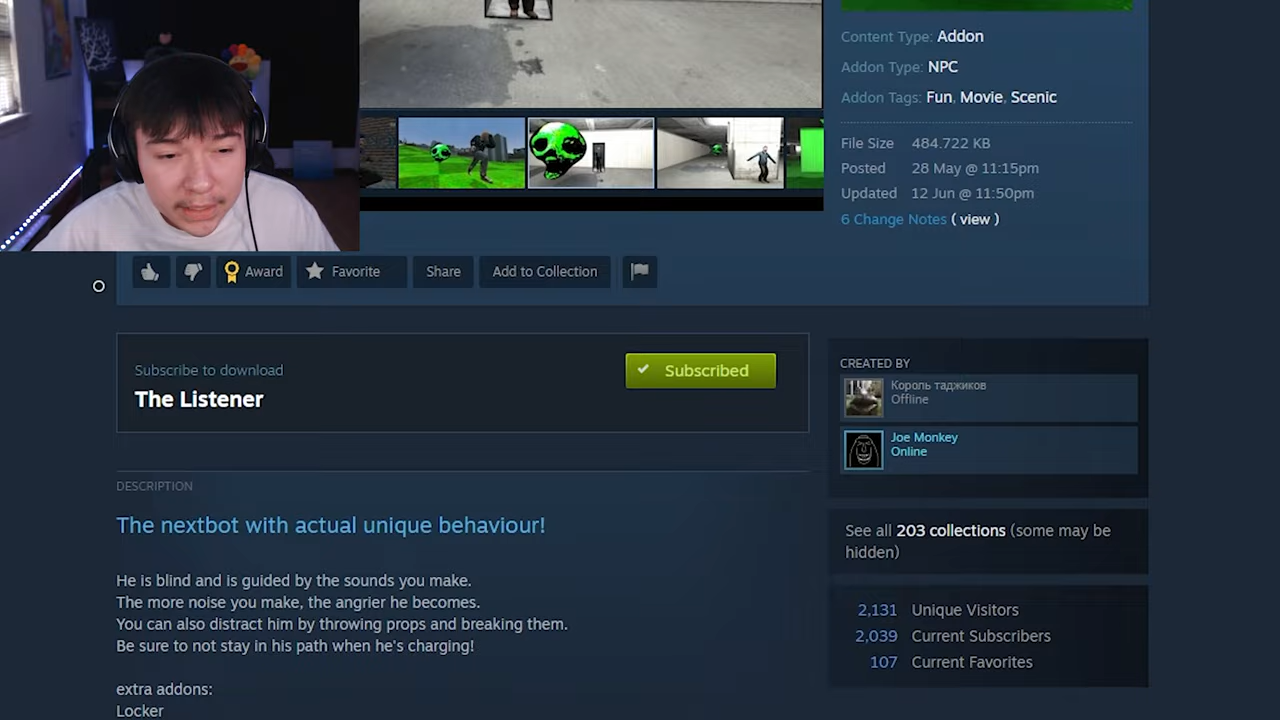 Content Type: Addon
Addon Type: NPC
Addon Tags: Fun, Movie, Scenic
File Size 484.722 KB
Posted 28 May @ 11:15pm
Updated 12 Jun @ 11:50pm
6 Change Notes ( view )
Award
Favorite
Share
Add to Collection
Subscribe to download
The Listener
Subscribed
CREATED BY
Король таджиков
Offline
Joe Monkey
Online
DESCRIPTION
The nextbot with actual unique behaviour!
He is blind and is guided by the sounds you make.
The more noise you make, the angrier he becomes.
You can also distract him by throwing props and breaking them.
Be sure to not stay in his path when he's charging!
extra addons:
Locker
See all 203 collections (some may be
hidden)
2,131 Unique Visitors
2,039 Current Subscribers
107 Current Favorites